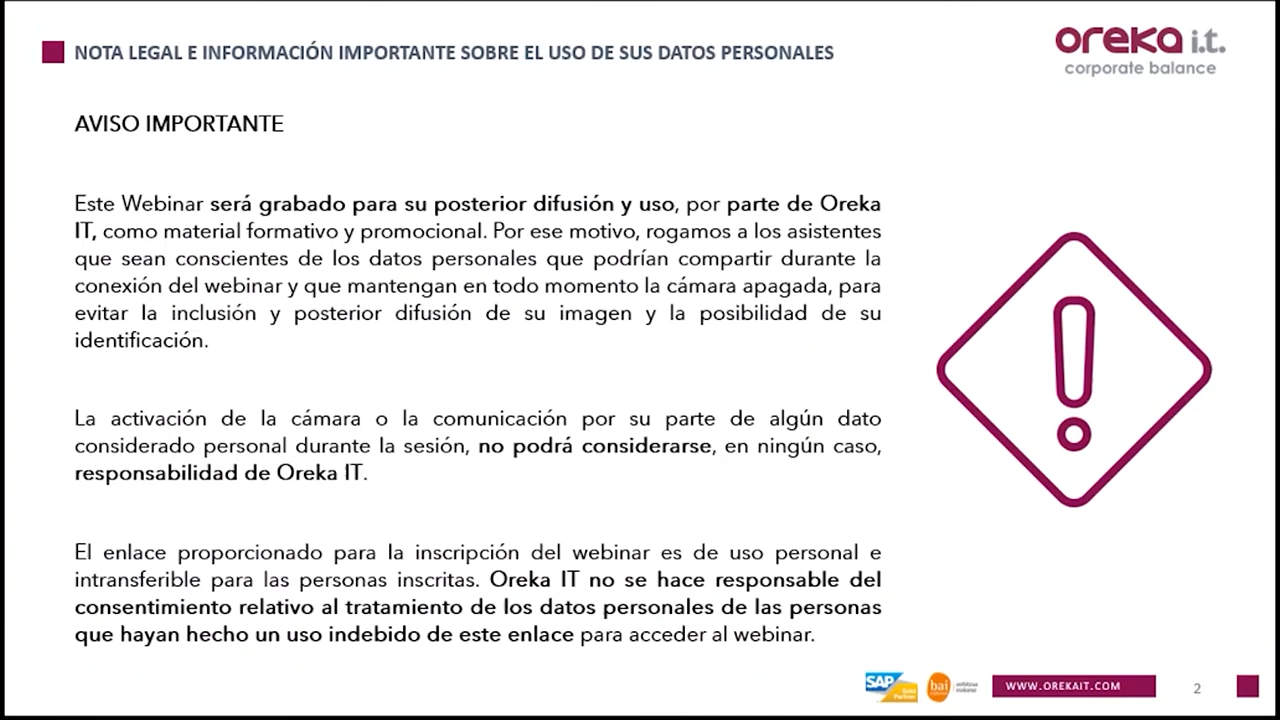 NOTA LEGAL E INFORMACIÓN IMPORTANTE SOBRE EL USO DE SUS DATOS PERSONALES
oreka i.t.
corporate balance
AVISO IMPORTANTE
Este Webinar será grabado para su posterior difusión y uso, por parte de Oreka
IT, como material formativo y promocional. Por ese motivo, rogamos a los asistentes
que sean conscientes de los datos personales que podrían compartir durante la
conexión del webinar y que mantengan en todo momento la cámara apagada, para
evitar la inclusión y posterior difusión de su imagen y la posibilidad de su
identificación.
La activación de la cámara o la comunicación por su parte de algún dato
considerado personal durante la sesión, no podrá considerarse, en ningún caso,
responsabilidad de Oreka IT.
El enlace proporcionado para la inscripción del webinar es de uso personal e
intransferible para las personas inscritas. Oreka IT no se hace responsable del
consentimiento relativo al tratamiento de los datos personales de las personas
que hayan hecho un uso indebido de este enlace para acceder al webinar.
SAP
bai
WWW.OREKAIT.COM
2